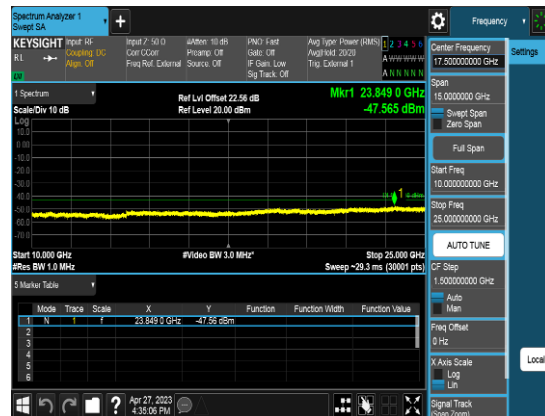 Spectrum Analyzer 1
Swept SA
+
Frequency
KEYSIGHT
Input: RF
Coupling: DC
Align: Off
Input Z: 50 Ω
Corr CCorr
Freq Ref: External
#Atten: 10 dB
Preamp: Off
Source: Off
PNO: Fast
Gate: Off
IF Gain: Low
Sig Track: Off
Avg Type: Power (RMS)
Avg|Hold: 20/20
Trig: External 1
1 2 3 4 5 6
A W W W W W
A N N N N N
Center Frequency
17.500000000 GHz
Settings
Span
15.0000000 GHz
Swept Span
Zero Span
Full Span
Start Freq
10.000000000 GHz
Stop Freq
25.000000000 GHz
AUTO TUNE
CF Step
1.500000000 GHz
Auto
Man
Freq Offset
0 Hz
X Axis Scale
Log
Lin
Local
Signal Track
(Span Zoom)
1 Spectrum
Scale/Div 10 dB
Ref Lvl Offset 22.56 dB
Ref Level 20.00 dBm
Mkr1 23.849 0 GHz
-47.565 dBm
Log
10.0
0.00
-10.0
-20.0
-30.0
-40.0
-50.0
-60.0
-70.0
1
Start 10.000 GHz
#Res BW 1.0 MHz
#Video BW 3.0 MHz*
Stop 25.000 GHz
Sweep ~29.3 ms (30001 pts)
5 Marker Table
Mode Trace Scale X Y Function Function Width Function Value
1 N 1 f 23.849 0 GHz -47.56 dBm
2
3
4
5
6
?
Apr 27, 2023
4:35:06 PM